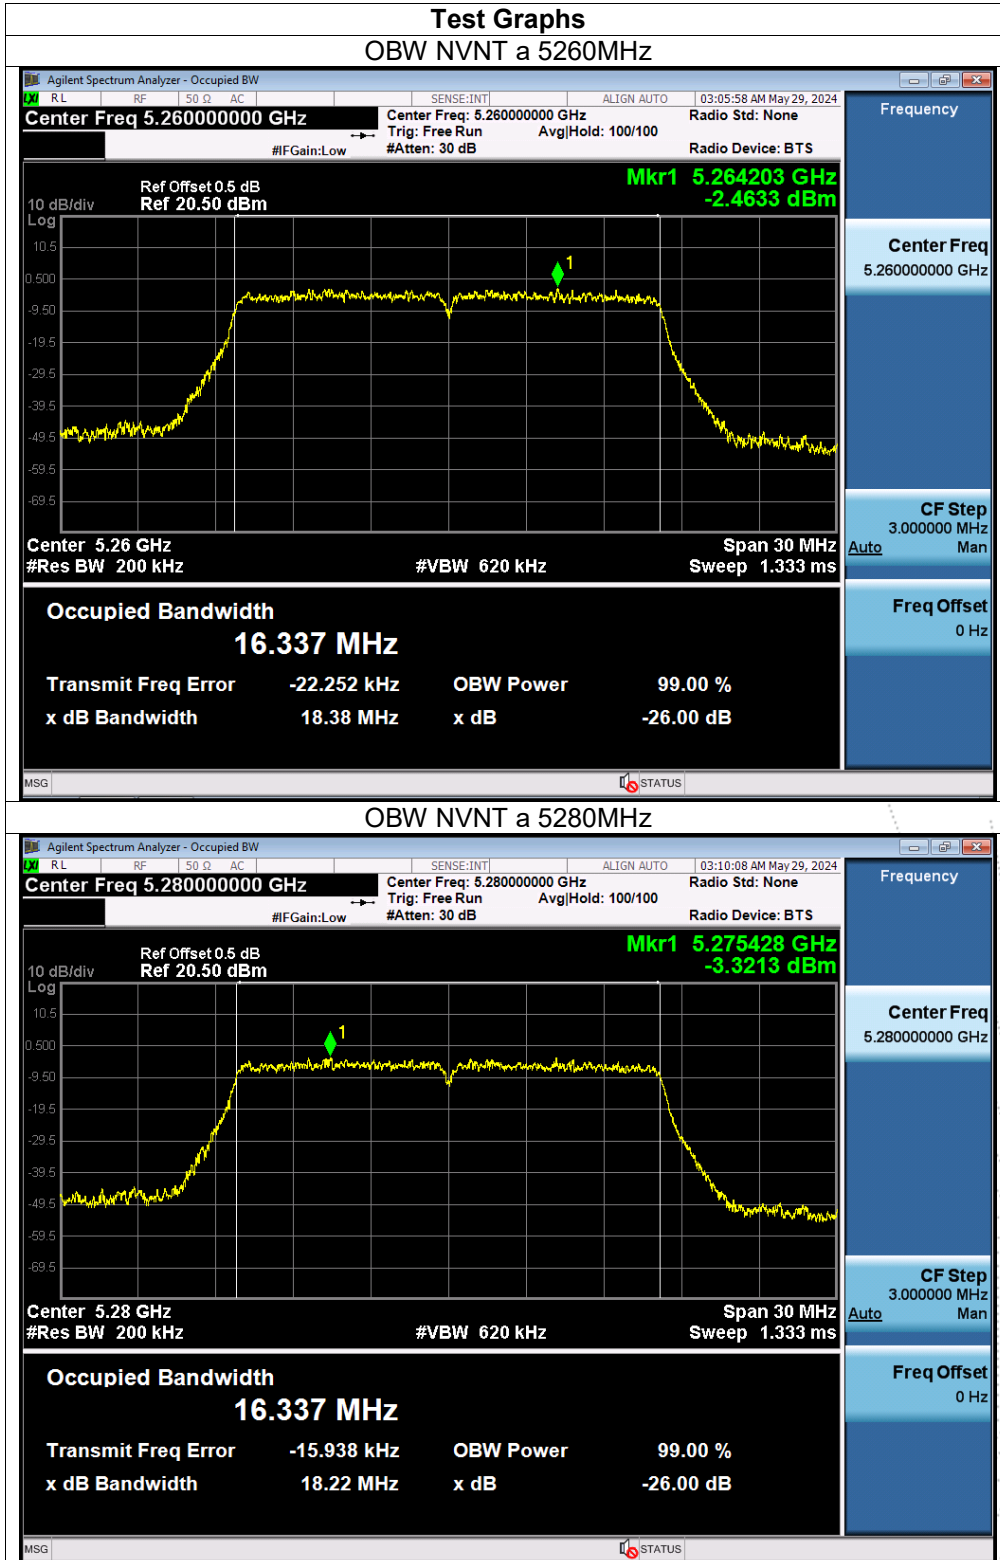 Test Graphs
OBW NVNT a 5260MHz
Agilent Spectrum Analyzer - Occupied BW
LXI RL RF 50 Ω AC SENSE:INT ALIGN AUTO 03:05:58 AM May 29, 2024
Center Freq 5.260000000 GHz Center Freq: 5.260000000 GHz Radio Std: None Frequency
Trig: Free Run Avg|Hold: 100/100
#IFGain:Low #Atten: 30 dB Radio Device: BTS
Mkr1 5.264203 GHz
-2.4633 dBm
Ref Offset 0.5 dB
10 dB/div Ref 20.50 dBm
Log
10.5
0.500
-9.50
-19.5
-29.5
-39.5
-49.5
-59.5
-69.5
1
Center Freq
5.260000000 GHz
CF Step
3.000000 MHz
Auto Man
Center 5.26 GHz Span 30 MHz
#Res BW 200 kHz #VBW 620 kHz Sweep 1.333 ms
Freq Offset
0 Hz
Occupied Bandwidth
16.337 MHz
Transmit Freq Error -22.252 kHz OBW Power 99.00 %
x dB Bandwidth 18.38 MHz x dB -26.00 dB
MSG STATUS
OBW NVNT a 5280MHz
Agilent Spectrum Analyzer - Occupied BW
LXI RL RF 50 Ω AC SENSE:INT ALIGN AUTO 03:10:08 AM May 29, 2024
Center Freq 5.280000000 GHz Center Freq: 5.280000000 GHz Radio Std: None Frequency
Trig: Free Run Avg|Hold: 100/100
#IFGain:Low #Atten: 30 dB Radio Device: BTS
Mkr1 5.275428 GHz
-3.3213 dBm
Ref Offset 0.5 dB
10 dB/div Ref 20.50 dBm
Log
10.5
0.500
-9.50
-19.5
-29.5
-39.5
-49.5
-59.5
-69.5
1
Center Freq
5.280000000 GHz
CF Step
3.000000 MHz
Auto Man
Center 5.28 GHz Span 30 MHz
#Res BW 200 kHz #VBW 620 kHz Sweep 1.333 ms
Freq Offset
0 Hz
Occupied Bandwidth
16.337 MHz
Transmit Freq Error -15.938 kHz OBW Power 99.00 %
x dB Bandwidth 18.22 MHz x dB -26.00 dB
MSG STATUS